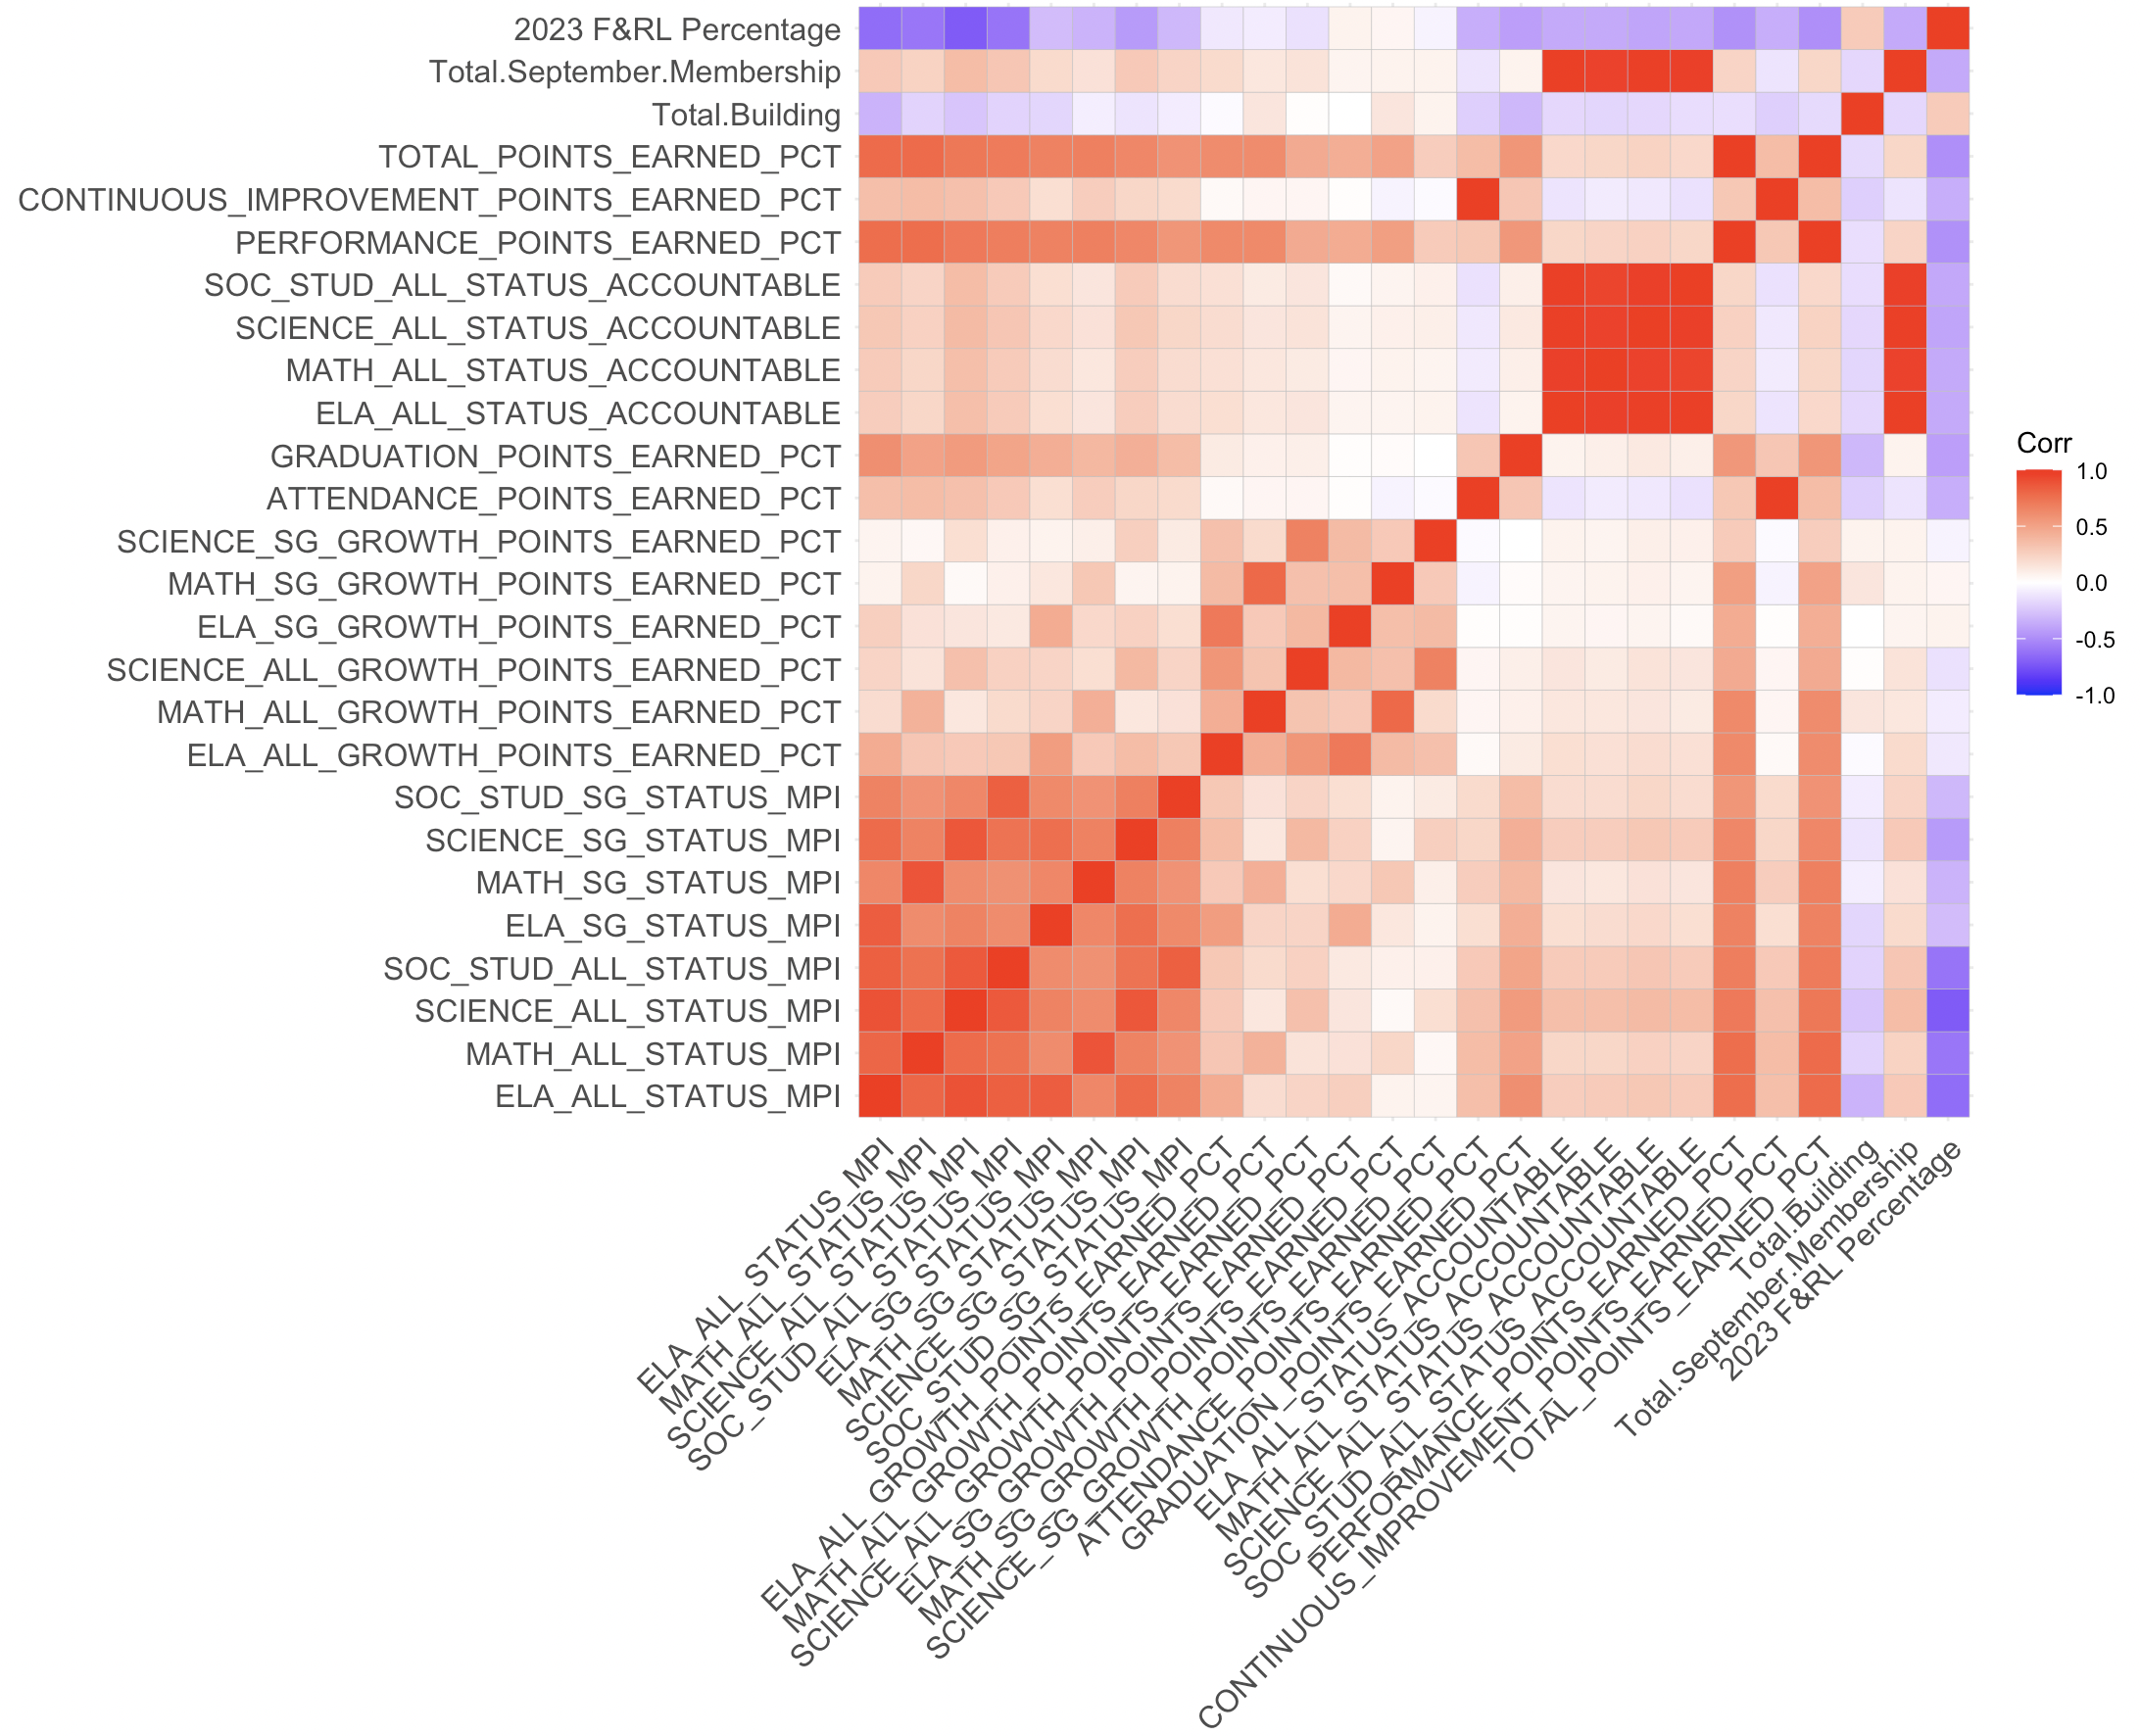 2023 F&RL Percentage
Total.September.Membership
Total.Building
TOTAL_POINTS_EARNED_PCT
CONTINUOUS_IMPROVEMENT_POINTS_EARNED_PCT
PERFORMANCE_POINTS_EARNED_PCT
SOC_STUD_ALL_STATUS_ACCOUNTABLE
SCIENCE_ALL_STATUS_ACCOUNTABLE
MATH_ALL_STATUS_ACCOUNTABLE
ELA_ALL_STATUS_ACCOUNTABLE
GRADUATION_POINTS_EARNED_PCT
ATTENDANCE_POINTS_EARNED_PCT
SCIENCE_SG_GROWTH_POINTS_EARNED_PCT
MATH_SG_GROWTH_POINTS_EARNED_PCT
ELA_SG_GROWTH_POINTS_EARNED_PCT
SCIENCE_ALL_GROWTH_POINTS_EARNED_PCT
MATH_ALL_GROWTH_POINTS_EARNED_PCT
ELA_ALL_GROWTH_POINTS_EARNED_PCT
SOC_STUD_SG_STATUS_MPI
SCIENCE_SG_STATUS_MPI
MATH_SG_STATUS_MPI
ELA_SG_STATUS_MPI
SOC_STUD_ALL_STATUS_MPI
SCIENCE_ALL_STATUS_MPI
MATH_ALL_STATUS_MPI
ELA_ALL_STATUS_MPI
ELA_ALL_STATUS_MPI
MATH_ALL_STATUS_MPI
SCIENCE_ALL_STATUS_MPI
SOC_STUD_ALL_STATUS_MPI
ELA_SG_STATUS_MPI
MATH_SG_STATUS_MPI
SCIENCE_SG_STATUS_MPI
SOC_STUD_SG_STATUS_MPI
ELA_ALL_GROWTH_POINTS_EARNED_PCT
MATH_ALL_GROWTH_POINTS_EARNED_PCT
SCIENCE_ALL_GROWTH_POINTS_EARNED_PCT
ELA_SG_GROWTH_POINTS_EARNED_PCT
MATH_SG_GROWTH_POINTS_EARNED_PCT
SCIENCE_SG_GROWTH_POINTS_EARNED_PCT
ATTENDANCE_POINTS_EARNED_PCT
GRADUATION_POINTS_EARNED_PCT
ELA_ALL_STATUS_ACCOUNTABLE
MATH_ALL_STATUS_ACCOUNTABLE
SCIENCE_ALL_STATUS_ACCOUNTABLE
SOC_STUD_ALL_STATUS_ACCOUNTABLE
PERFORMANCE_POINTS_EARNED_PCT
CONTINUOUS_IMPROVEMENT_POINTS_EARNED_PCT
TOTAL_POINTS_EARNED_PCT
Total.Building
Total.September.Membership
2023 F&RL Percentage
Corr
1.0
0.5
0.0
-0.5
-1.0